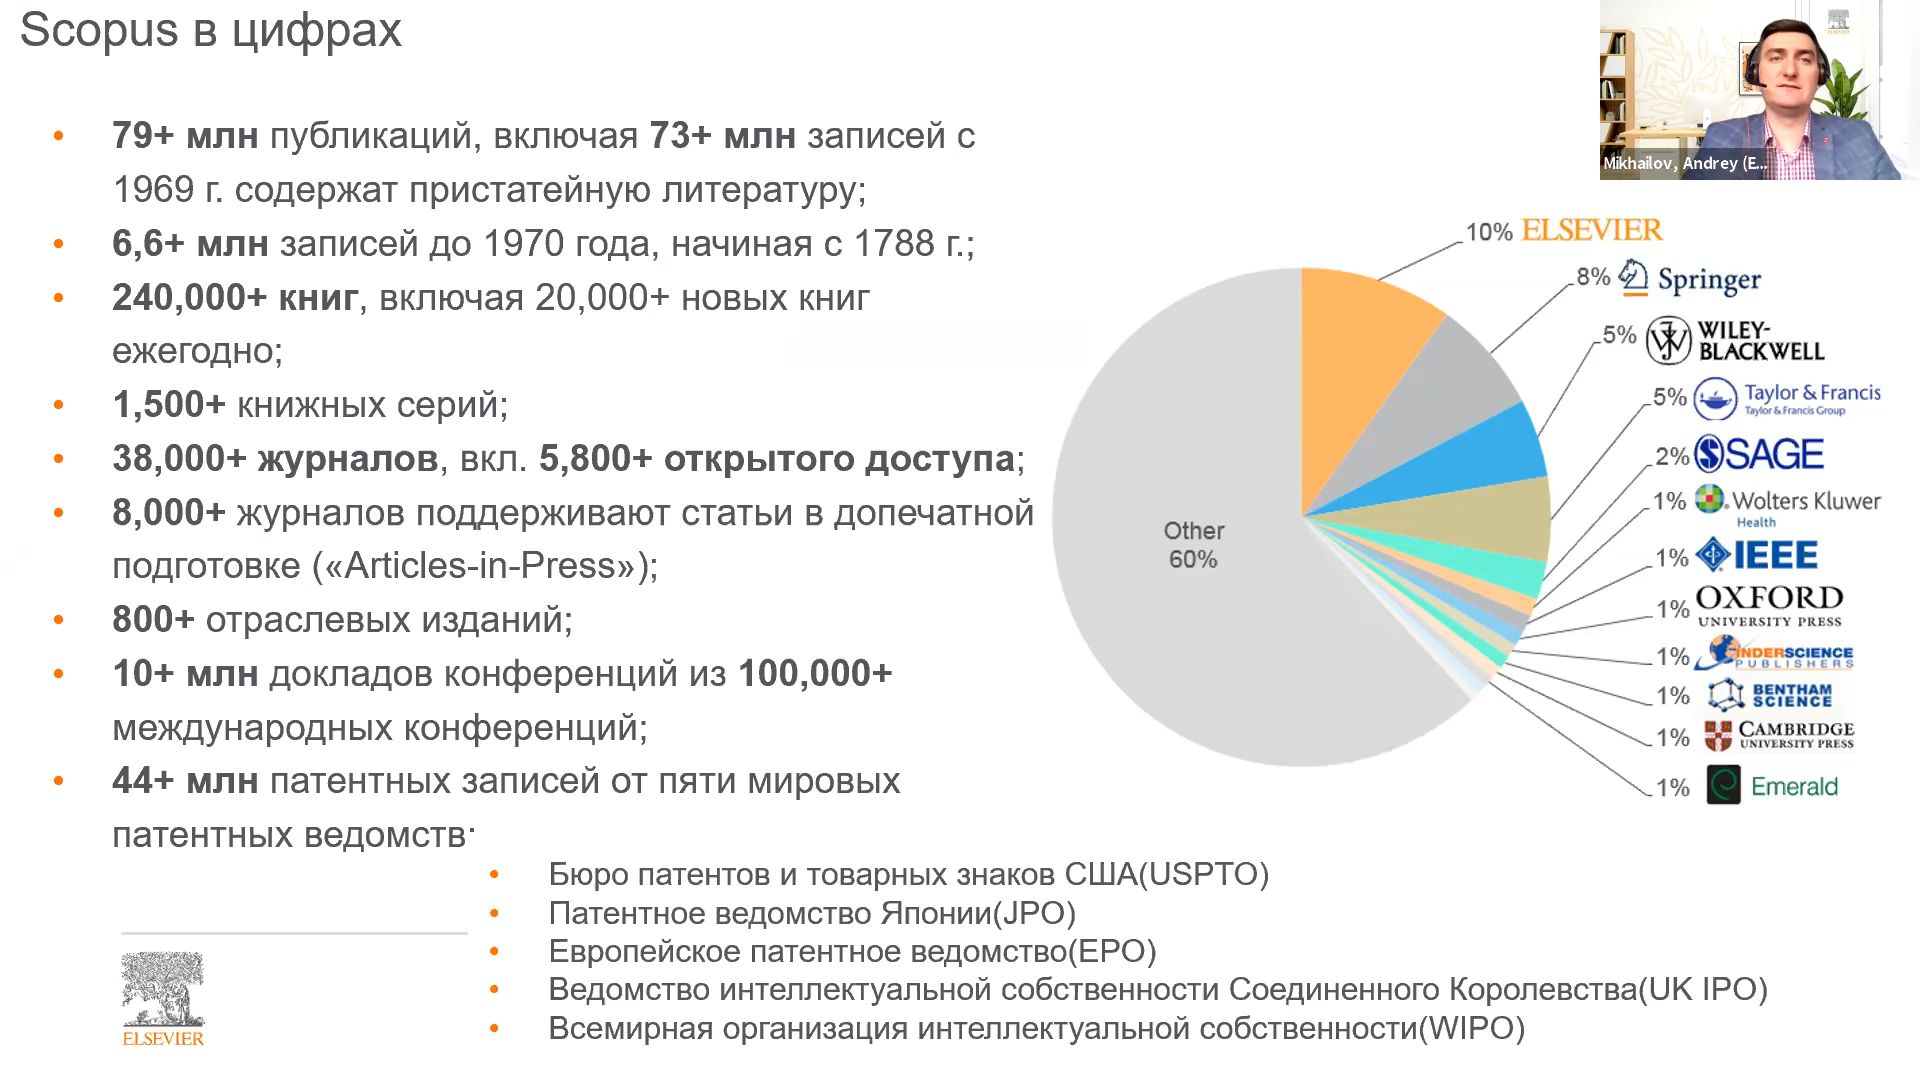 Scopus в цифрах
79+ млн публикаций, включая 73+ млн записей с
1969 г. содержат пристатейную литературу;
6,6+ млн записей до 1970 года, начиная с 1788 г.;
240,000+ книг, включая 20,000+ новых книг
ежегодно;
1,500+ книжных серий;
38,000+ журналов, вкл. 5,800+ открытого доступа;
8,000+ журналов поддерживают статьи в допечатной
подготовке («Articles-in-Press»);
800+ отраслевых изданий;
10+ млн докладов конференций из 100,000+
международных конференций;
44+ млн патентных записей от пяти мировых
патентных ведомств:
Бюро патентов и товарных знаков США(USPTO)
Патентное ведомство Японии(JPO)
Европейское патентное ведомство(EPO)
Ведомство интеллектуальной собственности Соединенного Королевства(UK IPO)
Всемирная организация интеллектуальной собственности(WIPO)
ELSEVIER
Mikhailov, Andrey (E...
ELSEVIER
10% ELSEVIER
8% Springer
5% WILEY-
BLACKWELL
5% Taylor & Francis
Taylor & Francis Group
2% SAGE
1% Wolters Kluwer
Health
1% IEEE
1% OXFORD
UNIVERSITY PRESS
1% INDERSCIENCE
PUBLISHERS
1% BENTHAM
SCIENCE
1% CAMBRIDGE
UNIVERSITY PRESS
1% Emerald
Other
60%